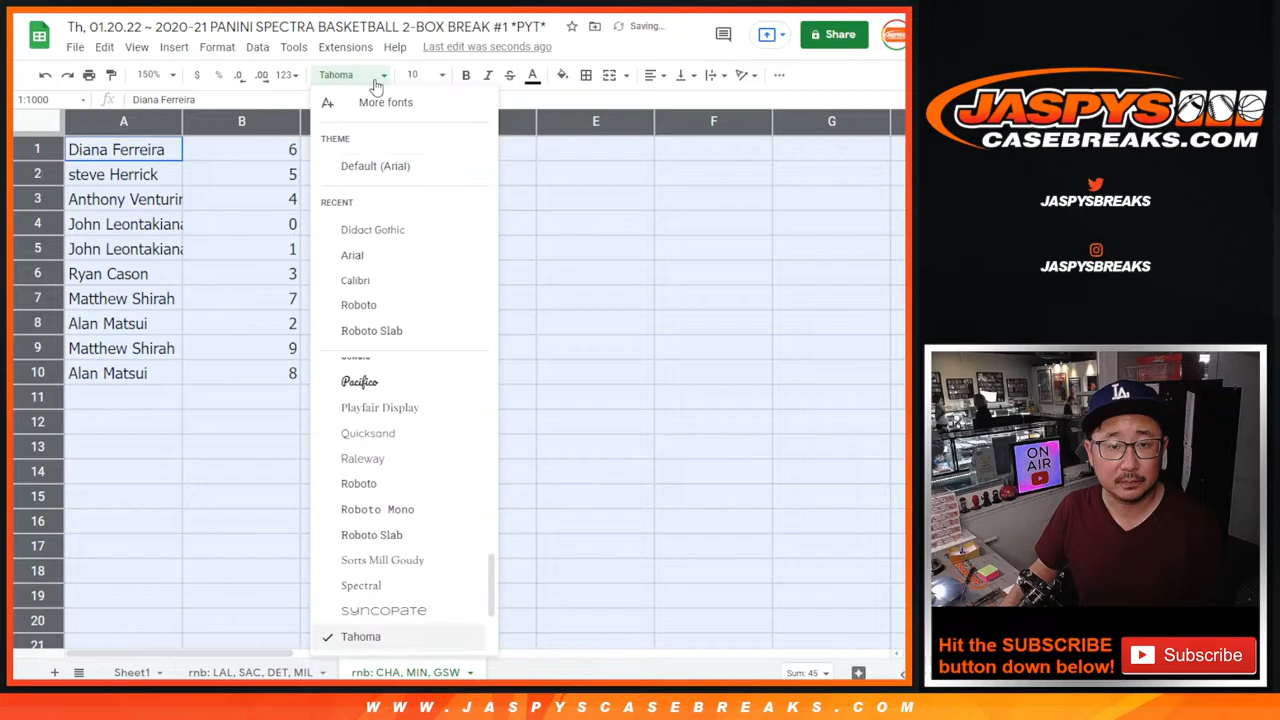 Th, 01.20.22 ~ 2020-21 PANINI SPECTRA BASKETBALL 2-BOX BREAK #1 *PYT*
Saving...
File Edit View Insert Format Data Tools Extensions Help Last edit was seconds ago
Share
150% $ % .0 .00 123 Tahoma 10 B I S A
1:1000 fx Diana Ferreira
A B E F G
1 Diana Ferreira 6
2 steve Herrick 5
3 Anthony Venturin 4
4 John Leontakiana 0
5 John Leontakiana 1
6 Ryan Cason 3
7 Matthew Shirah 7
8 Alan Matsui 2
9 Matthew Shirah 9
10 Alan Matsui 8
11
12
13
14
15
16
17
18
19
20
21
More fonts
THEME
Default (Arial)
RECENT
Didact Gothic
Arial
Calibri
Roboto
Roboto Slab
Pacifico
Playfair Display
Quicksand
Raleway
Roboto
Roboto Mono
Roboto Slab
Sorts Mill Goudy
Spectral
Syncopate
Tahoma
Sheet1 rnb: LAL, SAC, DET, MIL rnb: CHA, MIN, GSW Sum: 45
JASPYS
CASEBREAKS.COM
JASPYSBREAKS
JASPYSBREAKS
LA
ON
AIR
Hit the SUBSCRIBE
button down below!
Subscribe
WWW.JASPYSCASEBREAKS.COM